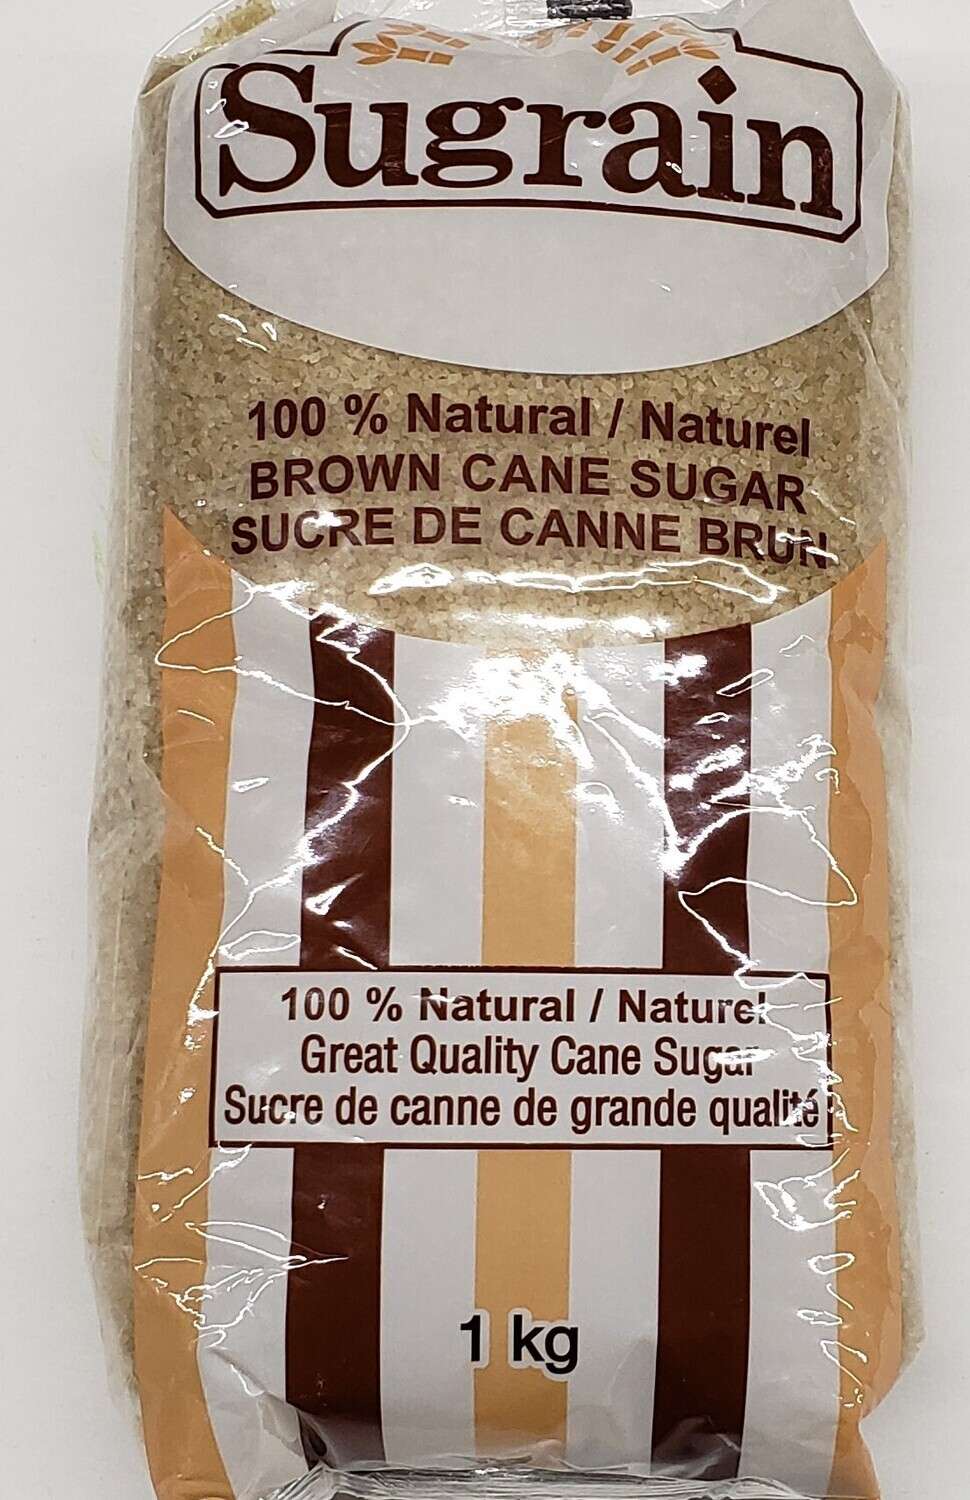 Sugrain
100 % Natural / Naturel
BROWN CANE SUGAR
SUCRE DE CANNE BRUN
100 % Natural / Naturel
Great Quality Cane Sugar
Sucre de canne de grande qualité
1 kg